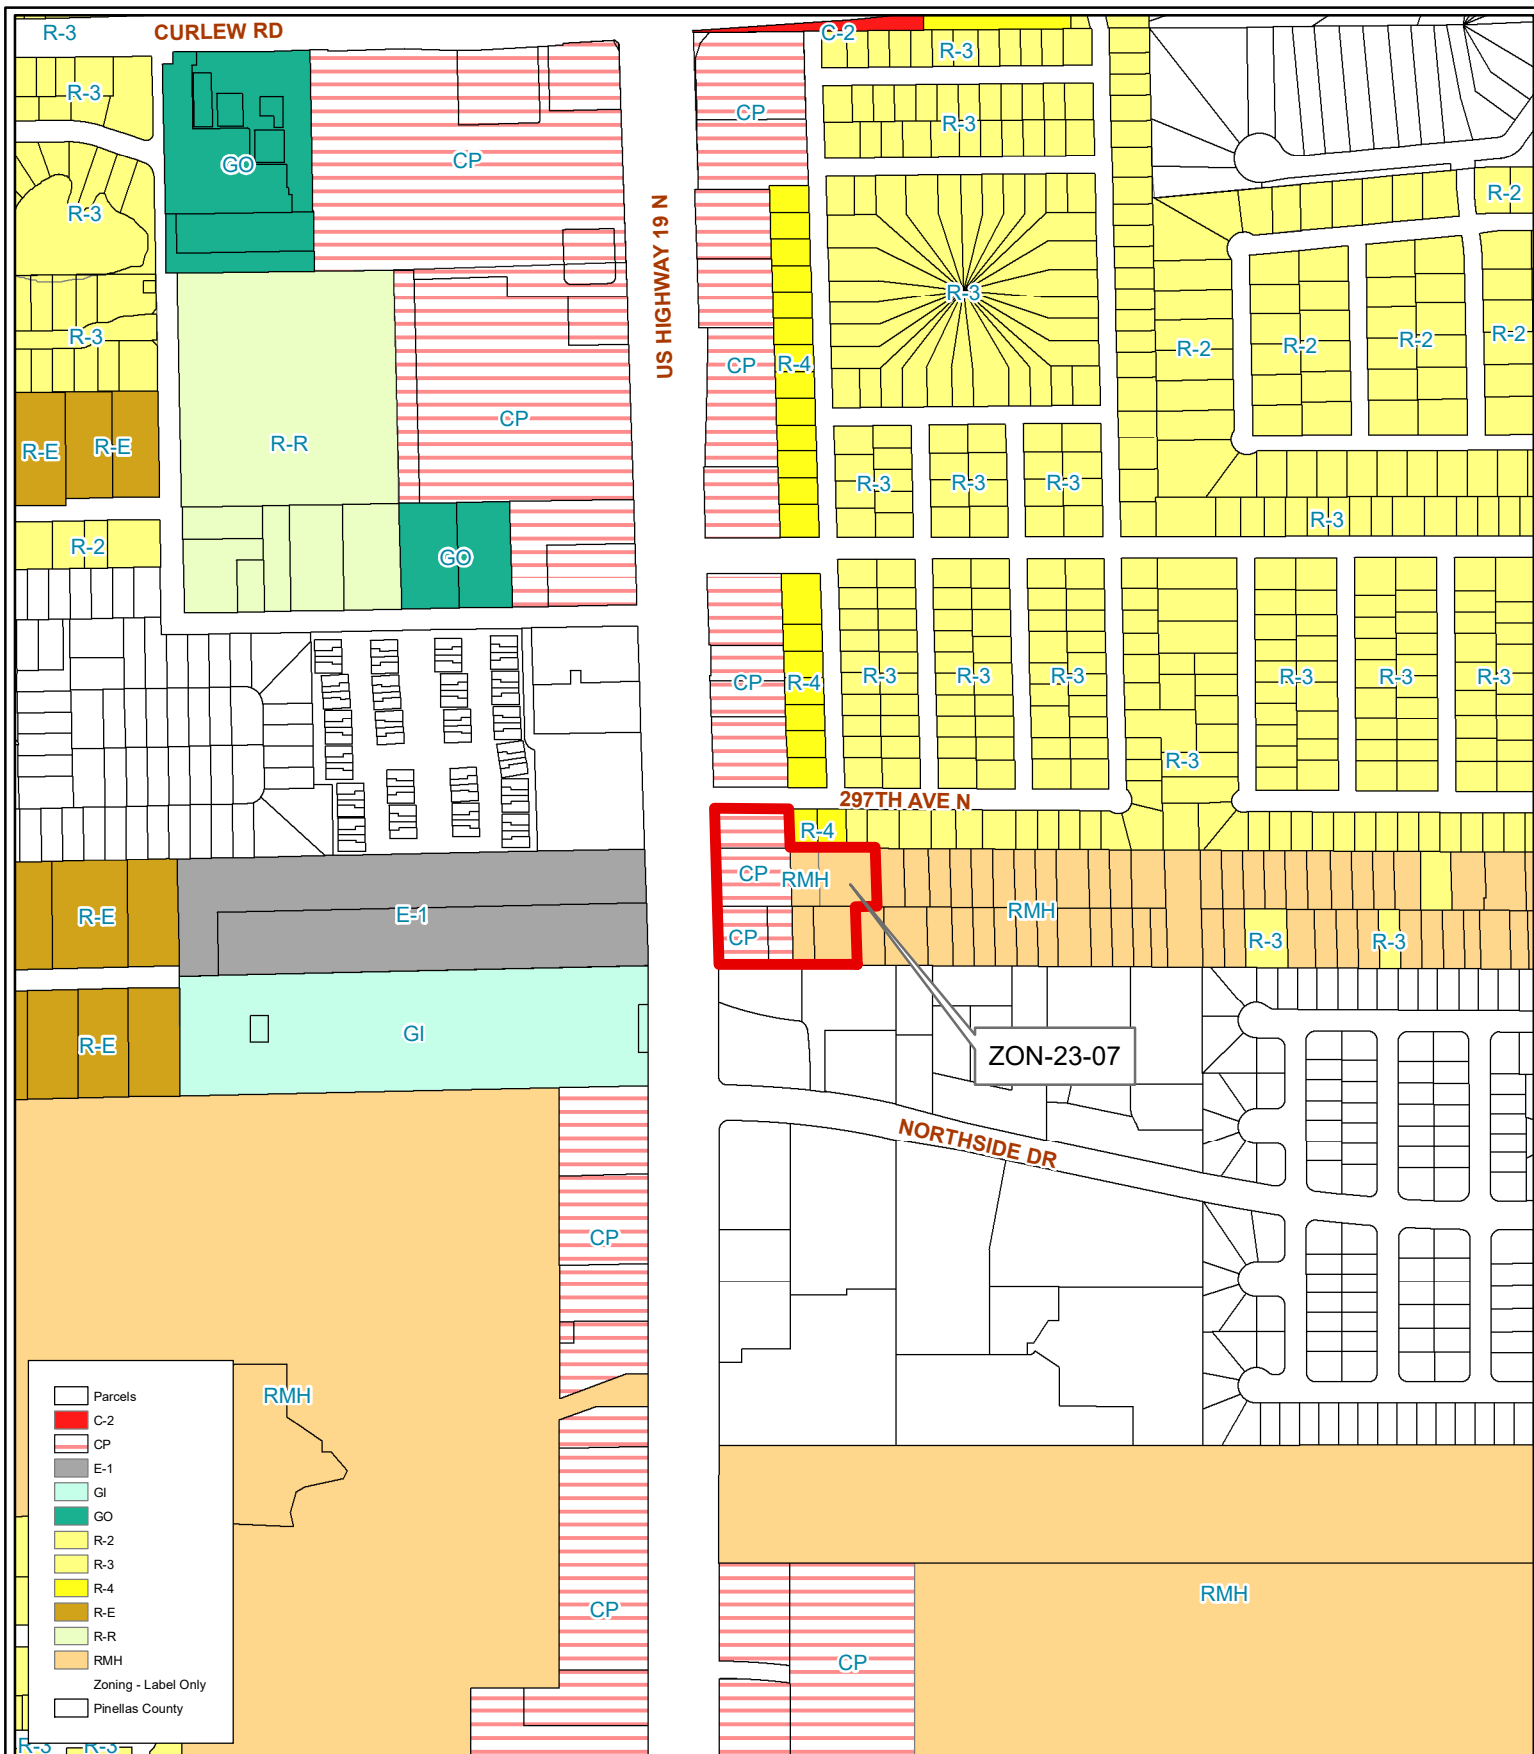 R-3
CURLEW RD
C-2
R-3
R-3
CP
R-3
CP
GO
R-3
R-2
US HIGHWAY 19 N
R-3
R-3
R-2
R-2
R-2
R-2
CP
R-4
CP
R-R
R-E
R-E
R-3
R-3
R-3
R-3
R-2
GO
CP
R-4
R-3
R-3
R-3
R-3
R-3
R-3
R-3
297TH AVE N
R-4
CP
RMH
RMH
R-E
E-1
CP
R-3
R-3
GI
R-E
ZON-23-07
NORTHSIDE DR
CP
RMH
Parcels
C-2
CP
E-1
GI
GO
R-2
R-3
R-4
R-E
R-R
RMH
Zoning - Label Only
Pinellas County
CP
RMH
CP
R-3
R-3